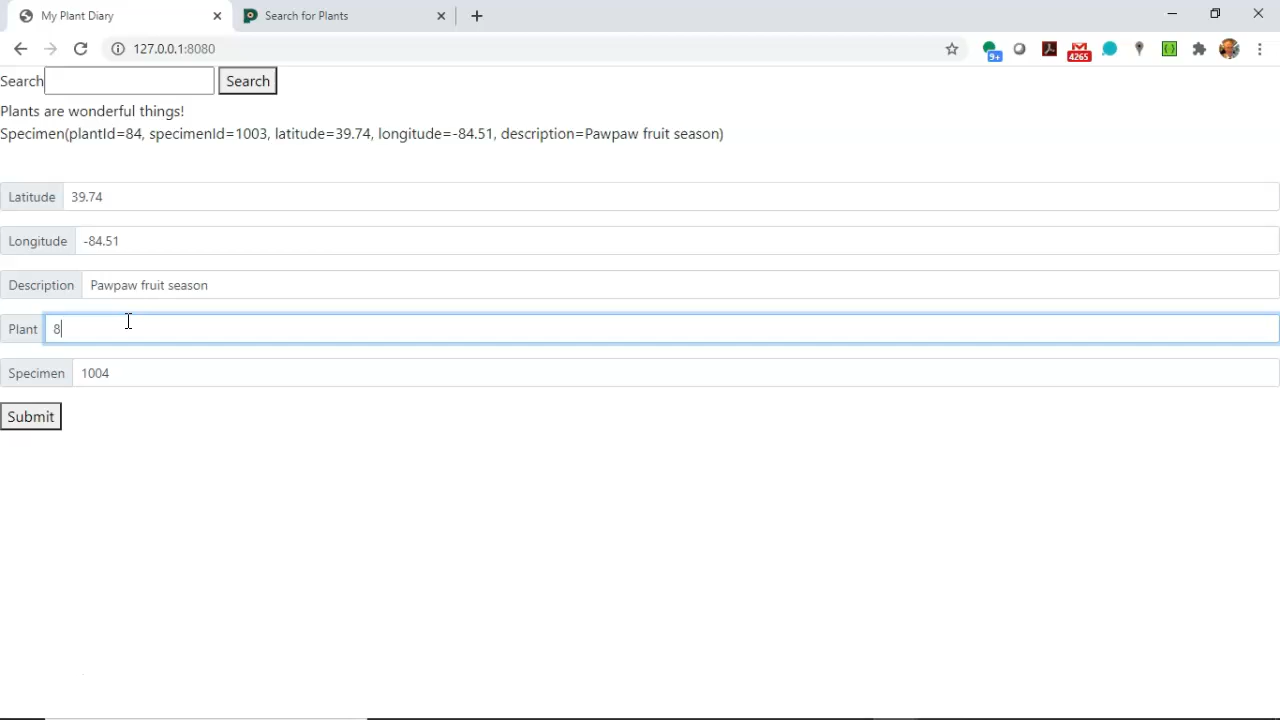 My Plant Diary
Search for Plants
127.0.0.1:8080
9+
4265
Search Search
Plants are wonderful things!
Specimen(plantId=84, specimenId=1003, latitude=39.74, longitude=-84.51, description=Pawpaw fruit season)
Latitude 39.74
Longitude -84.51
Description Pawpaw fruit season
Plant 8
Specimen 1004
Submit